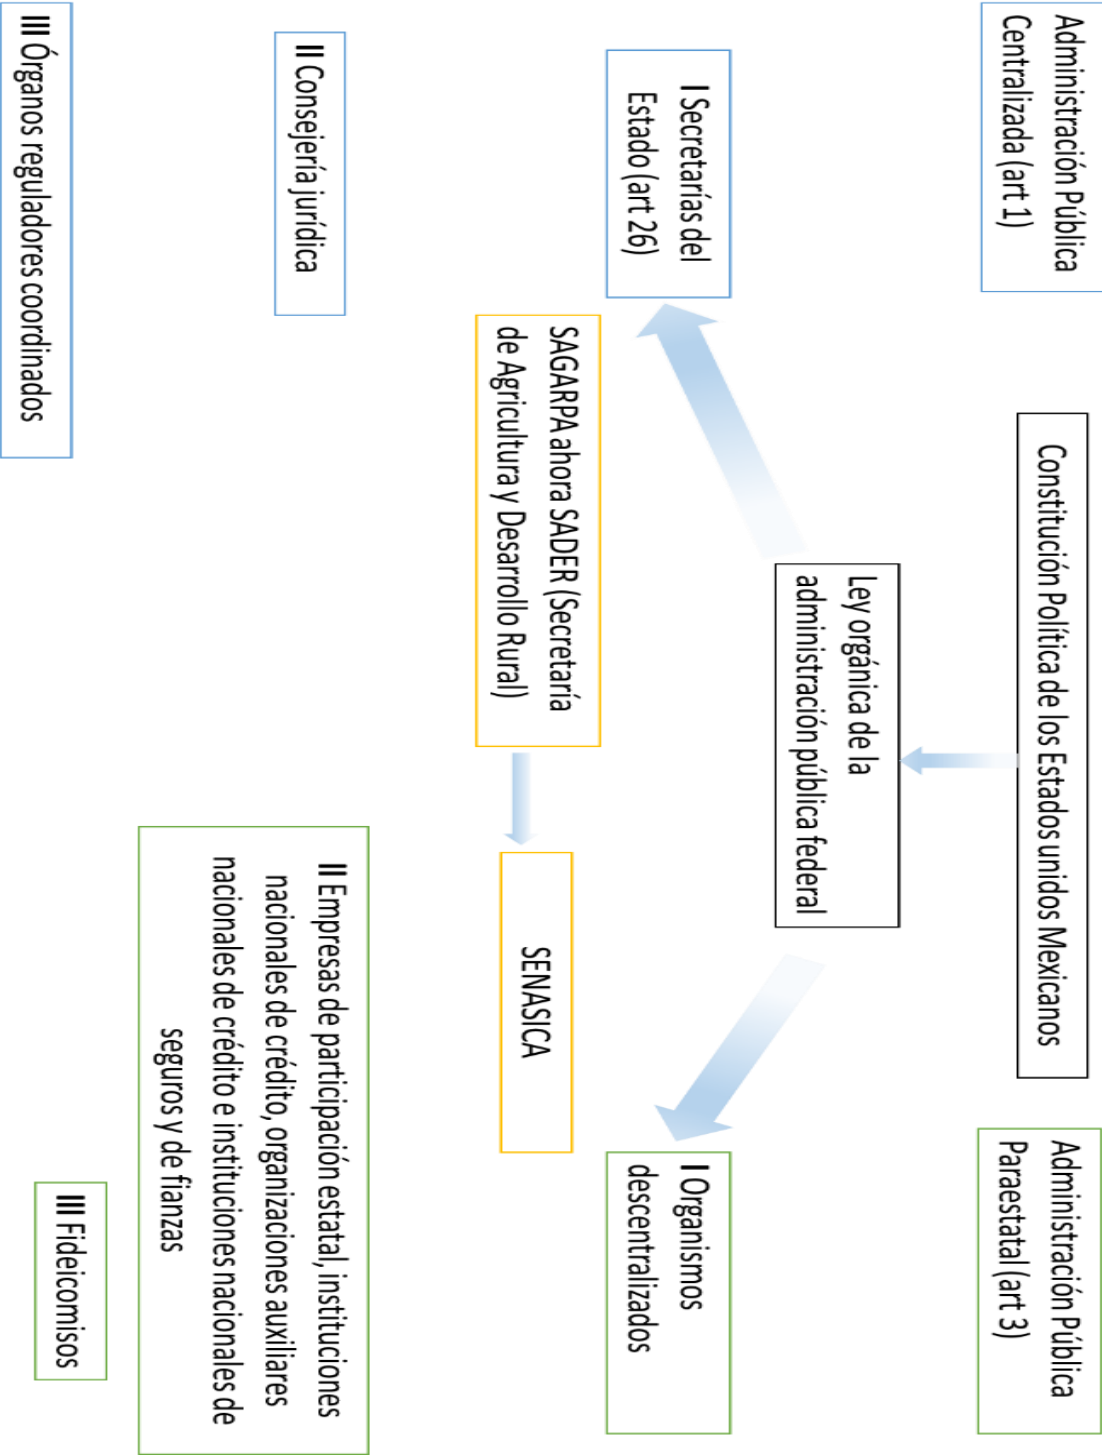 Administración Pública
Centralizada (art 1)
Constitución Política de los Estados unidos Mexicanos
Administración Pública
Paraestatal (art 3)
Ley orgánica de la
administración pública federal
I Secretarías del
Estado (art 26)
I Organismos
descentralizados
SAGARPA ahora SADER (Secretaría
de Agricultura y Desarrollo Rural)
SENASICA
II Consejería jurídica
II Empresas de participación estatal, instituciones
nacionales de crédito, organizaciones auxiliares
nacionales de crédito e instituciones nacionales de
seguros y de fianzas
III Órganos reguladores coordinados
III Fideicomisos